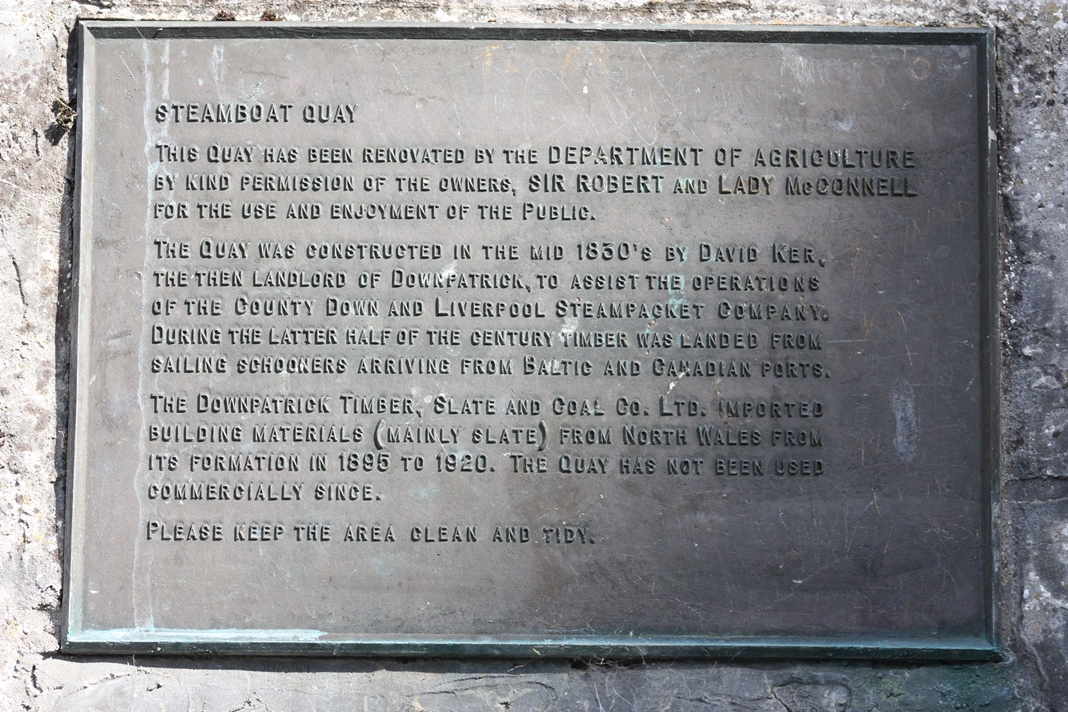 STEAMBOAT QUAY
THIS QUAY HAS BEEN RENOVATED BY THE DEPARTMENT OF AGRICULTURE
BY KIND PERMISSION OF THE OWNERS, SIR ROBERT AND LADY McCONNELL
FOR THE USE AND ENJOYMENT OF THE PUBLIC.
THE QUAY WAS CONSTRUCTED IN THE MID 1830'S BY DAVID KER,
THE THEN LANDLORD OF DOWNPATRICK, TO ASSIST THE OPERATIONS
OF THE COUNTY DOWN AND LIVERPOOL STEAMPACKET COMPANY.
DURING THE LATTER HALF OF THE CENTURY TIMBER WAS LANDED FROM
SAILING SCHOONERS ARRIVING FROM BALTIC AND CANADIAN PORTS.
THE DOWNPATRICK TIMBER, SLATE AND COAL CO. LTD. IMPORTED
BUILDING MATERIALS (MAINLY SLATE) FROM NORTH WALES FROM
ITS FORMATION IN 1895 TO 1920. THE QUAY HAS NOT BEEN USED
COMMERCIALLY SINCE.
PLEASE KEEP THE AREA CLEAN AND TIDY.